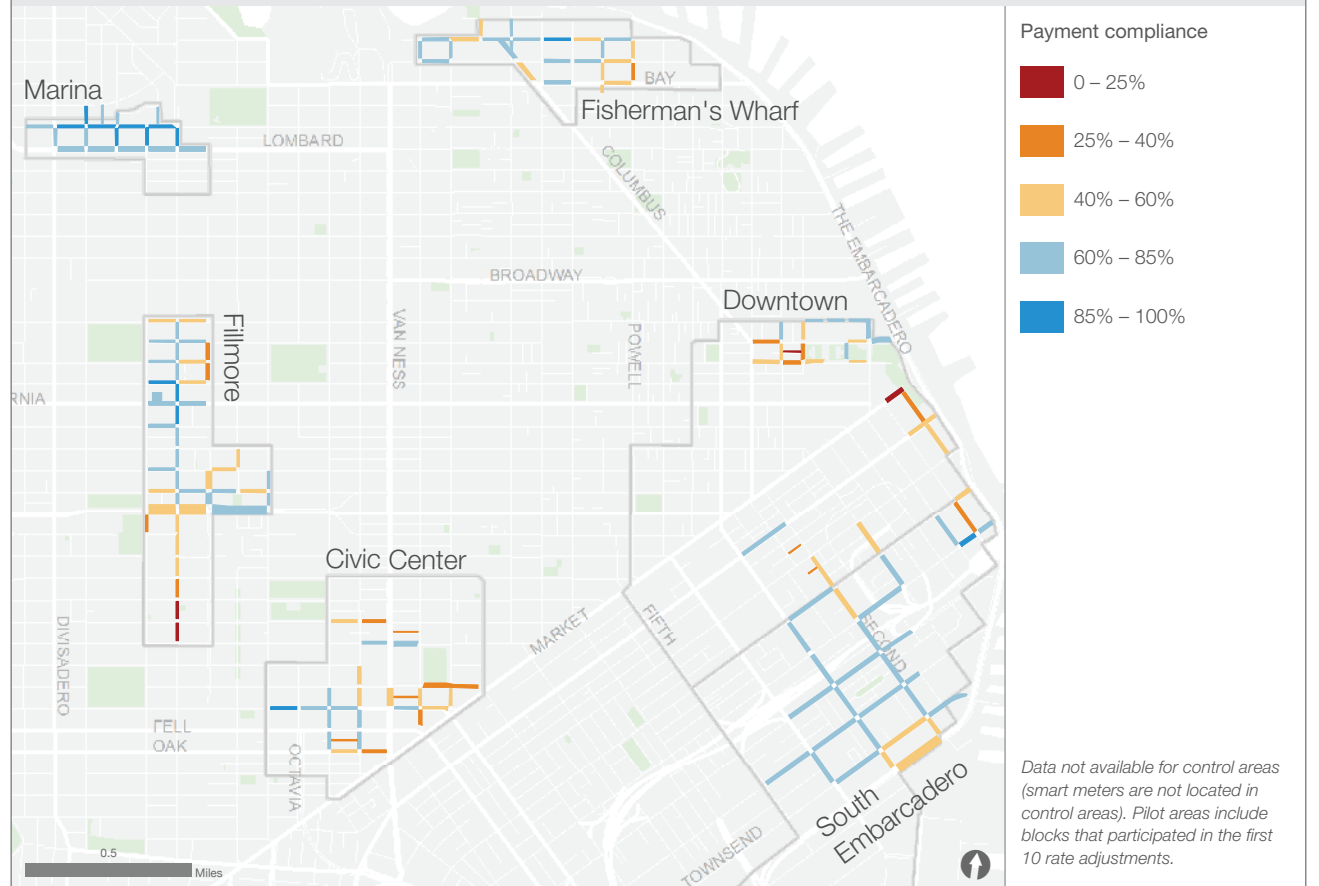 Payment compliance
0 – 25%
25% – 40%
40% – 60%
60% – 85%
85% – 100%
Marina
Fisherman's Wharf
BAY
LOMBARD
COLUMBUS
THE EMBARCADERO
BROADWAY
Downtown
Fillmore
VAN NESS
POWELL
RNIA
Civic Center
MARKET
FIFTH
SECOND
DIVISADERO
FELL
OAK
OCTAVIA
South
Embarcadero
TOWNSEND
0.5
Miles
Data not available for control areas
(smart meters are not located in
control areas). Pilot areas include
blocks that participated in the first
10 rate adjustments.